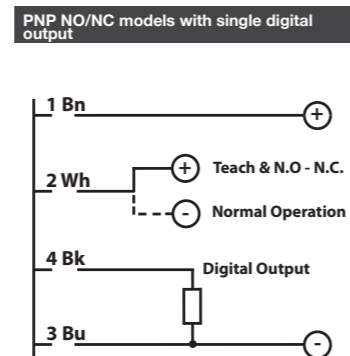 PNP NO/NC models with single digital
output
1 Bn
+
+ Teach & N.O - N.C.
2 Wh
- Normal Operation
4 Bk
Digital Output
3 Bu
-